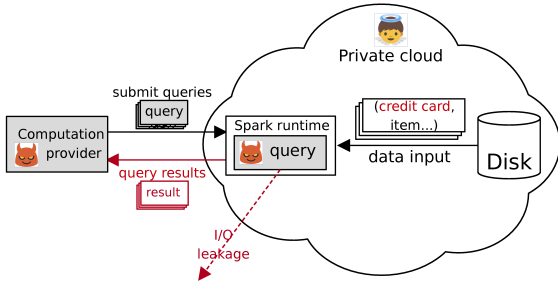 Private cloud
submit queries
query
Computation
provider
Spark runtime
query
(credit card,
item...)
data input
Disk
query results
result
I/O
leakage